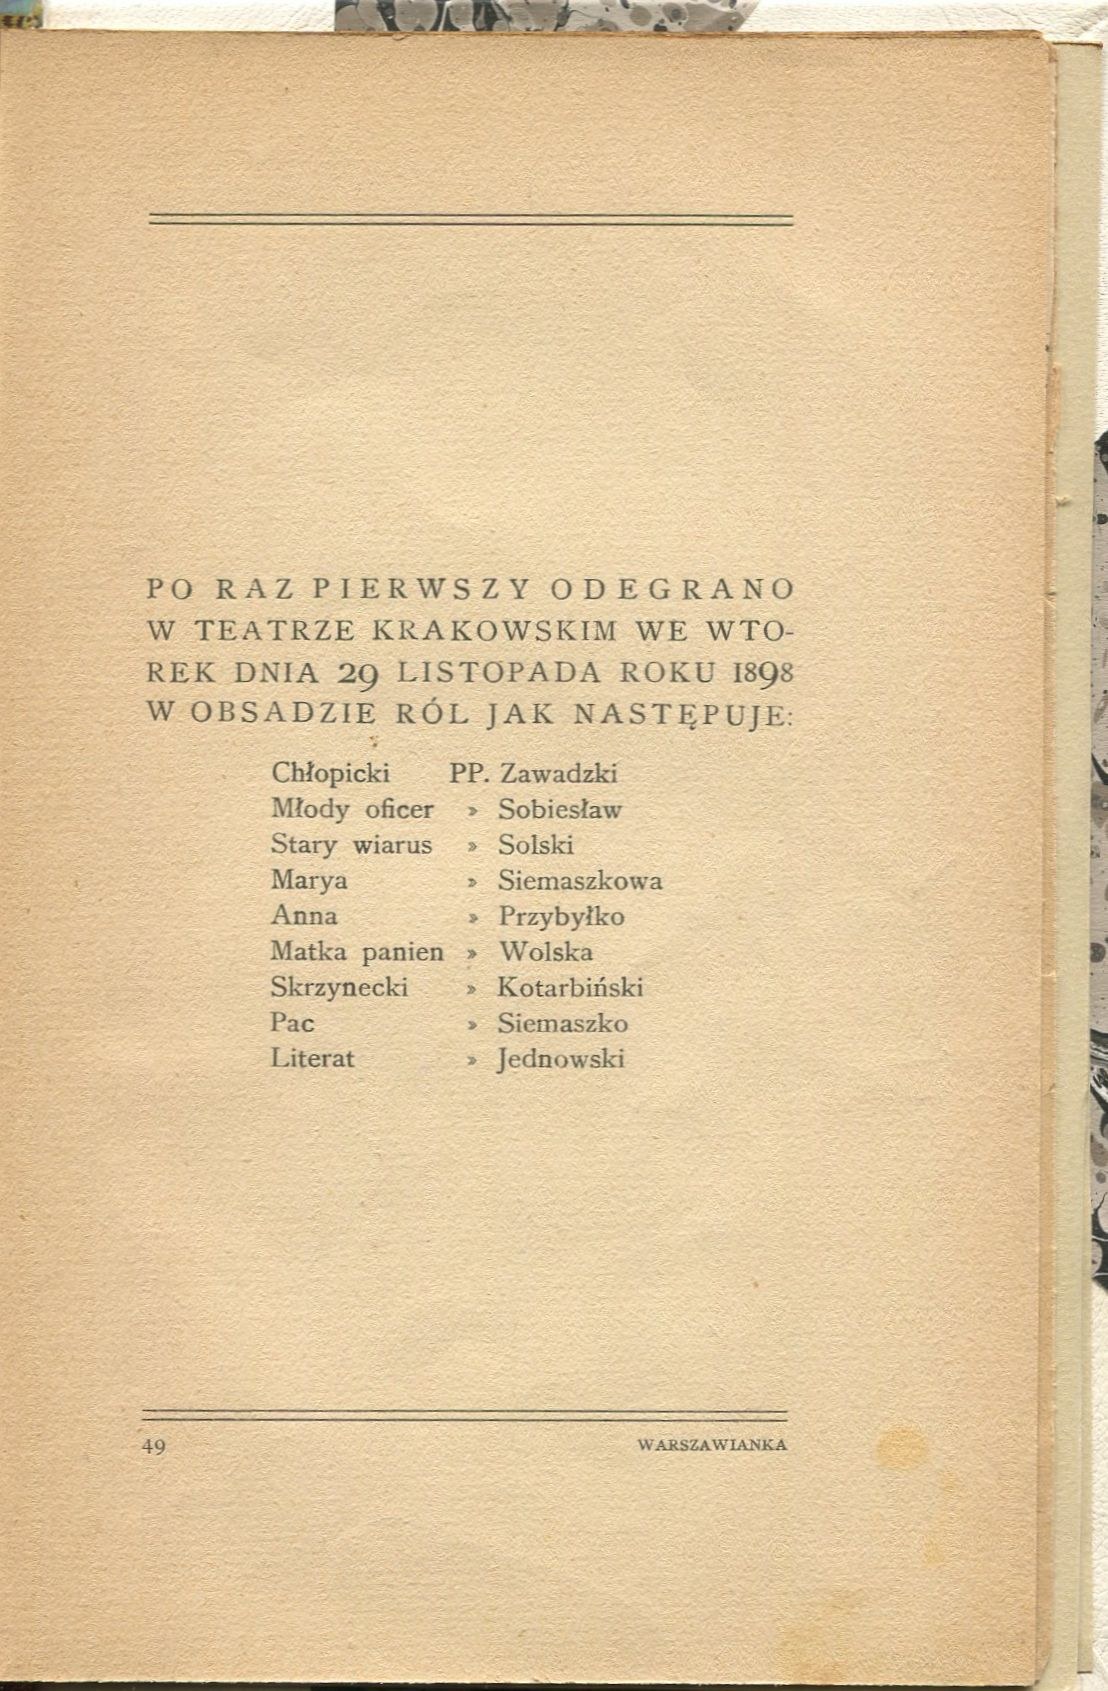 PO RAZ PIERWSZY ODEGRANO
W TEATRZE KRAKOWSKIM WE WTO-
REK DNIA 29 LISTOPADA ROKU 1898
W OBSADZIE RÓL JAK NASTĘPUJE:
Chłopicki PP. Zawadzki
Młody oficer » Sobiesław
Stary wiarus » Solski
Marya » Siemaszkowa
Anna » Przybyłko
Matka panien » Wolska
Skrzynecki » Kotarbiński
Pac » Siemaszko
Literat » Jednowski
49 WARSZAWIANKA